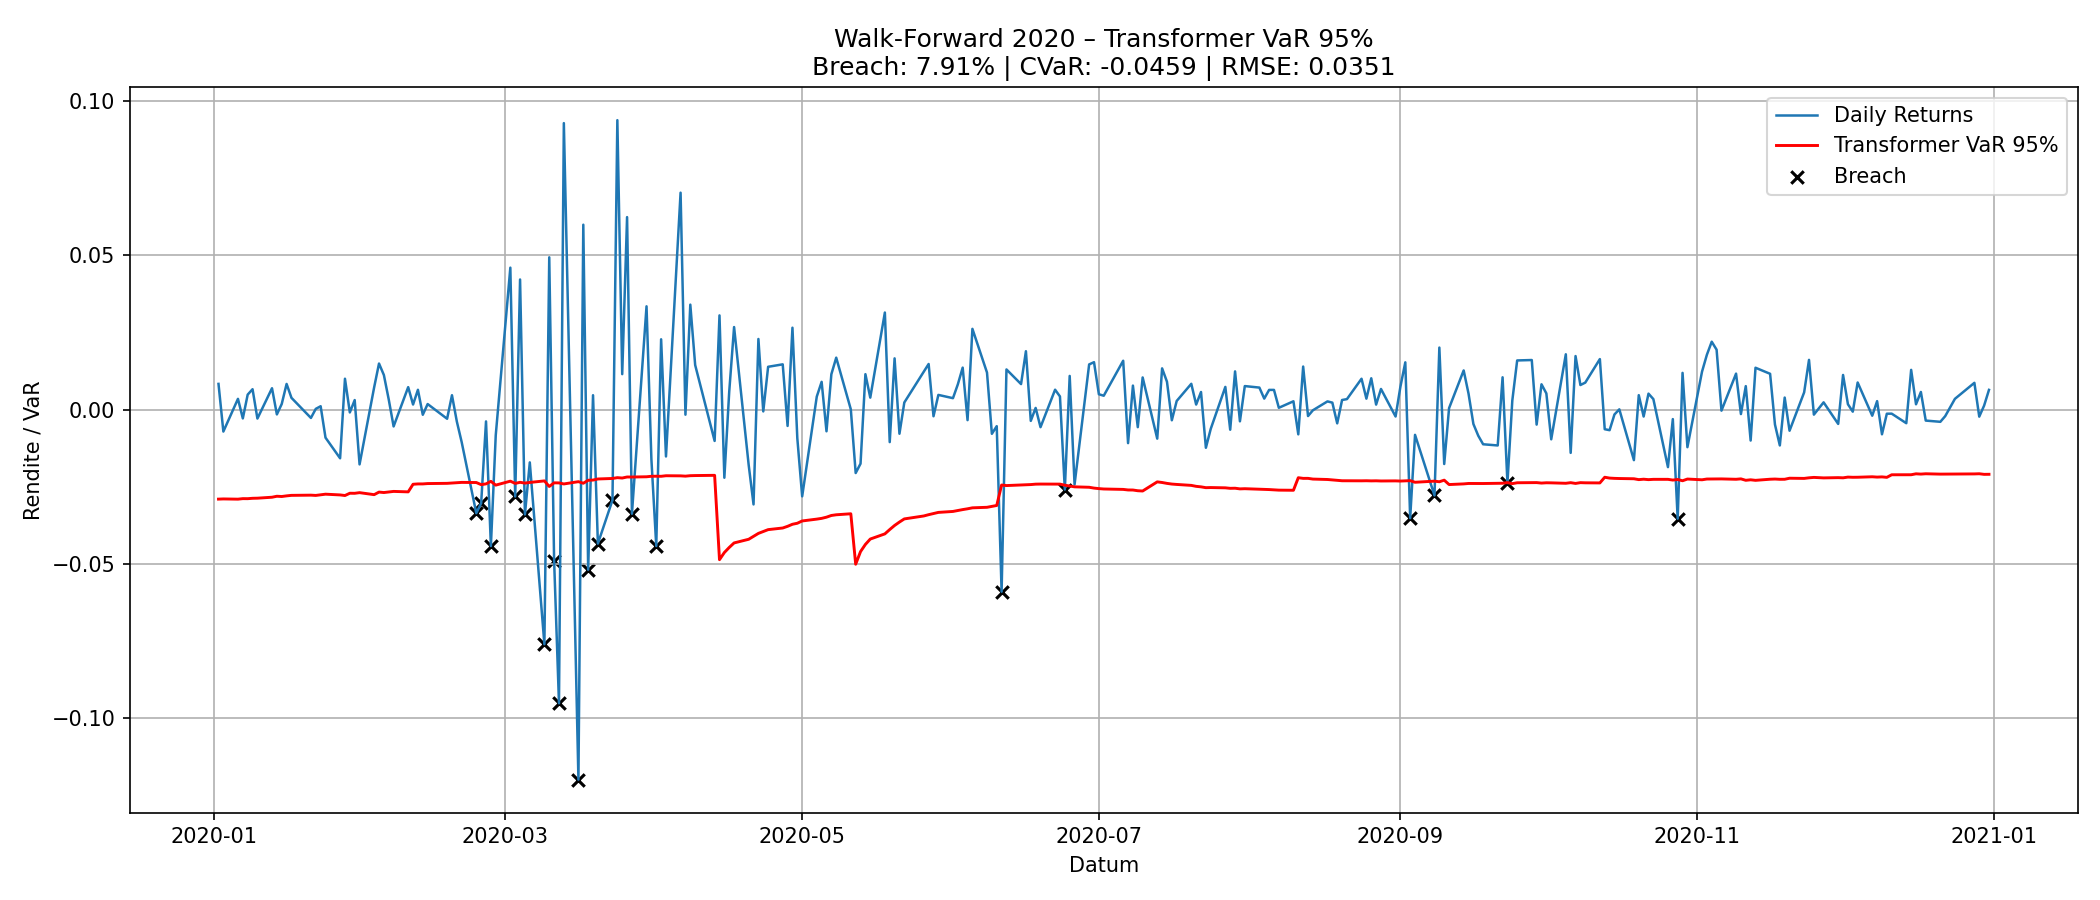 Walk-Forward 2020 – Transformer VaR 95%
Breach: 7.91% | CVaR: -0.0459 | RMSE: 0.0351
Rendite / VaR
0.10
0.05
0.00
−0.05
−0.10
Daily Returns
Transformer VaR 95%
Breach
2020-01
2020-03
2020-05
2020-07
2020-09
2020-11
2021-01
Datum